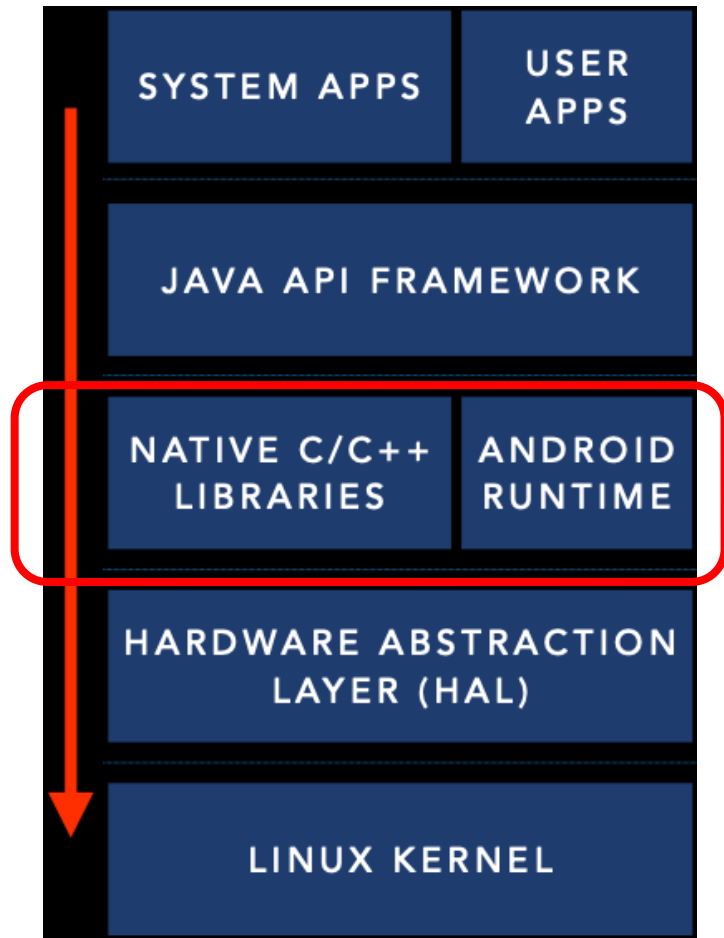 SYSTEM APPS
USER
APPS
JAVA API FRAMEWORK
NATIVE C/C++
LIBRARIES
ANDROID
RUNTIME
HARDWARE ABSTRACTION
LAYER (HAL)
LINUX KERNEL